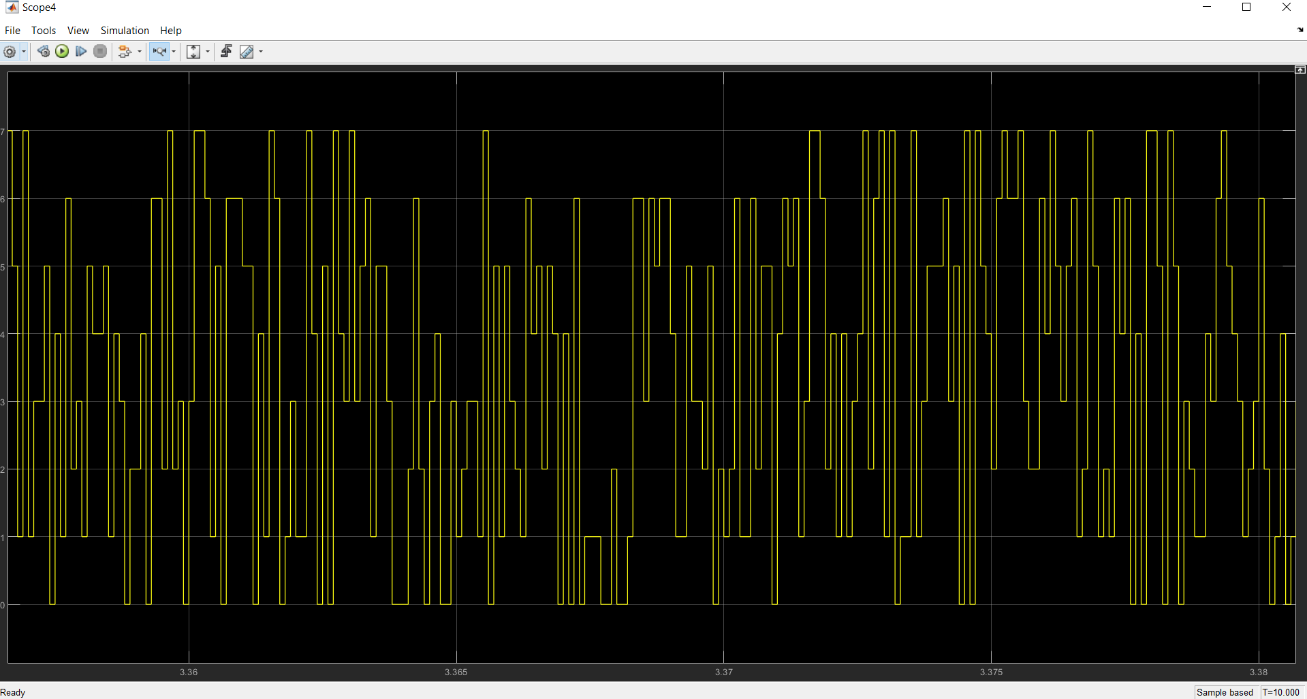 Scope4
File Tools View Simulation Help
7
6
5
4
3
2
1
0
3.36 3.365 3.37 3.375 3.38
Ready Sample based T=10.000